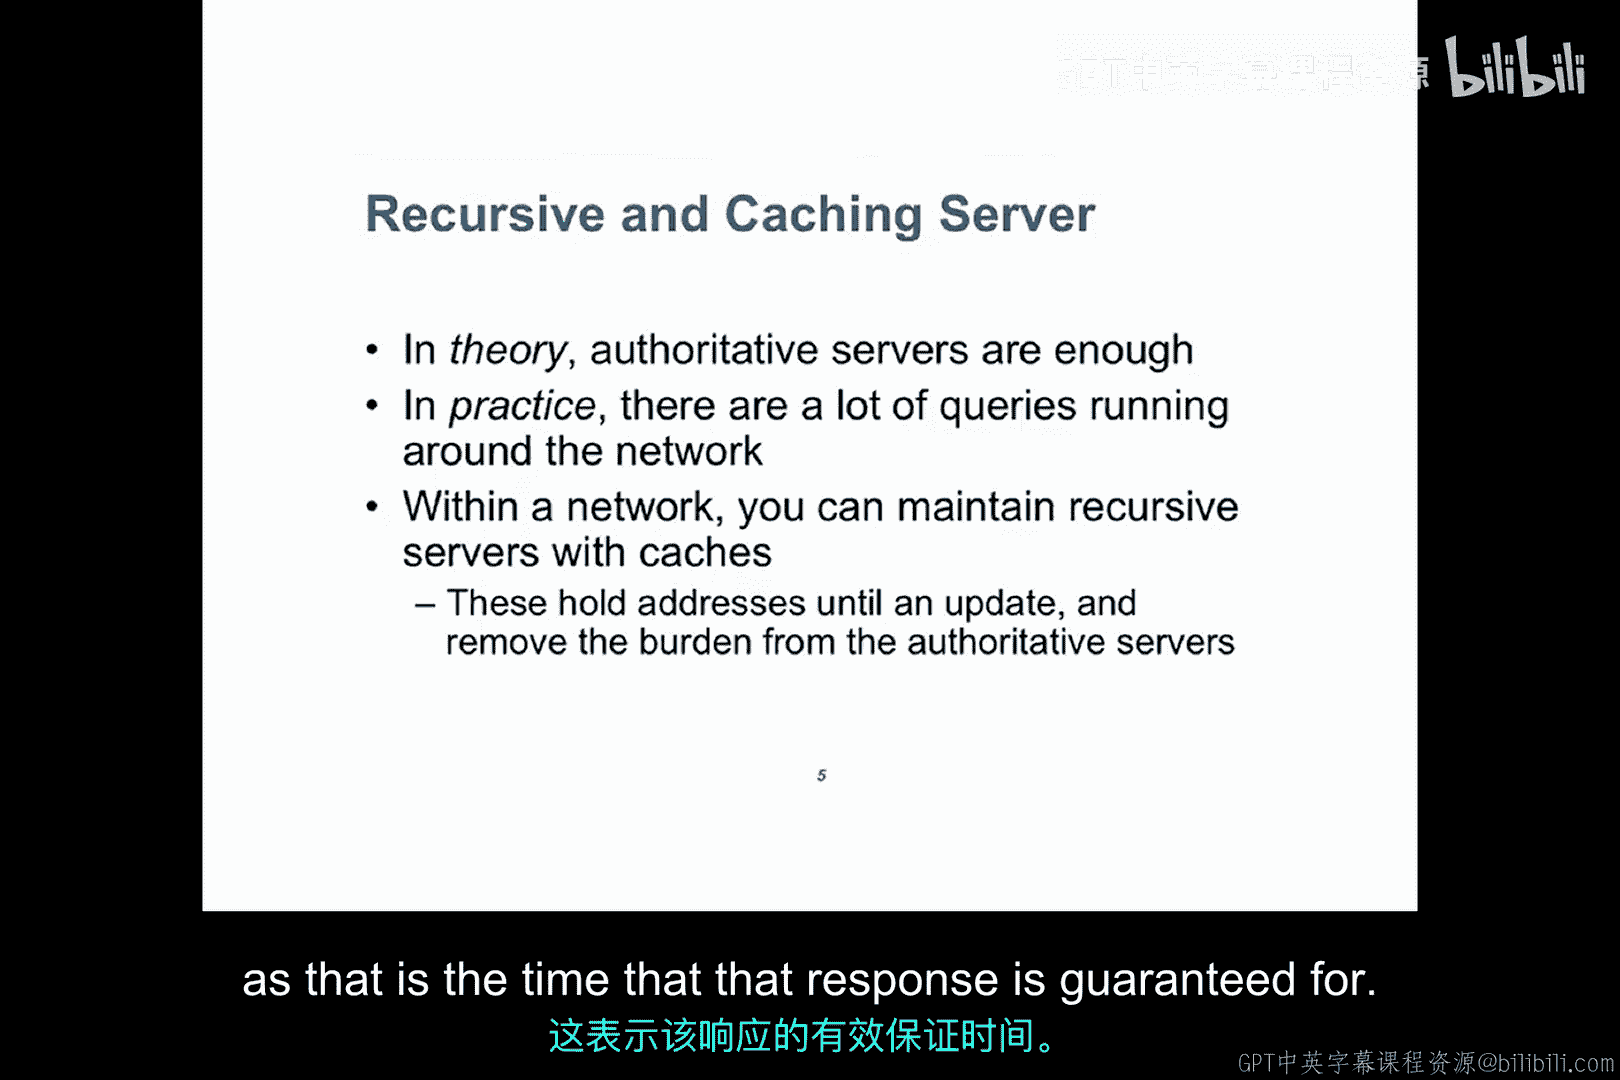 bilibili
Recursive and Caching Server
• In theory, authoritative servers are enough
• In practice, there are a lot of queries running
around the network
• Within a network, you can maintain recursive
servers with caches
– These hold addresses until an update, and
remove the burden from the authoritative servers
5
as that is the time that that response is guaranteed for.
这表示该响应的有效保证时间。
GPT中英字幕课程资源@bilibili.com